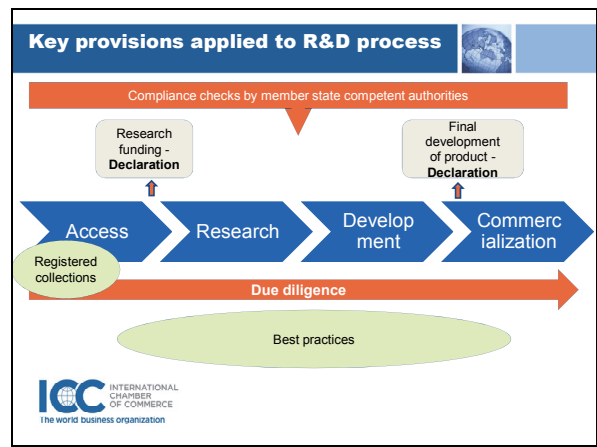 Key provisions applied to R&D process
Compliance checks by member state competent authorities
Research
funding -
Declaration
Final
development
of product -
Declaration
Access
Research
Develop
ment
Commerc
ialization
Registered
collections
Due diligence
Best practices
ICC
INTERNATIONAL
CHAMBER
OF COMMERCE
The world business organization